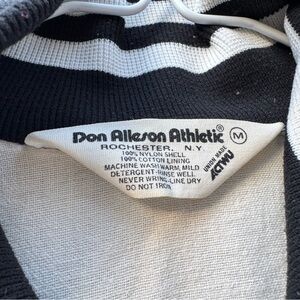 Don Alleson Athletic® M
ROCHESTER, N.Y.
100% NYLON SHELL
100% COTTON LINING
MACHINE WASH WARM, MILD
DETERGENT-RINSE WELL
NEVER WRING-LINE DRY
DO NOT IRON
UNION MADE
ACTWU